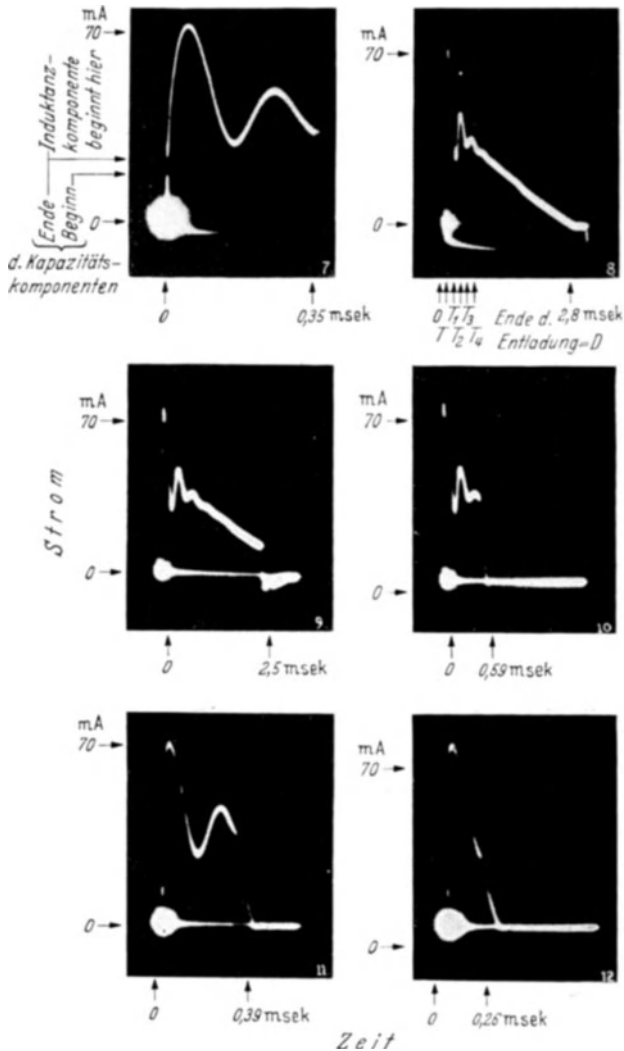 mA
70
Induktanz-
komponente
beginnt hier
Ende
Beginn
0
d. Kapazitäts-
komponenten
7
0
0,35 msek
mA
70
0
8
0 T₁ T₃
T T₂ T₄
Ende d. 2,8 msek
Entladung=D
Strom
mA
70
0
9
0
2,5 msek
mA
70
0
10
0
0,59 msek
mA
70
0
11
0
0,39 msek
mA
70
0
12
0
0,26 msek
Zeit